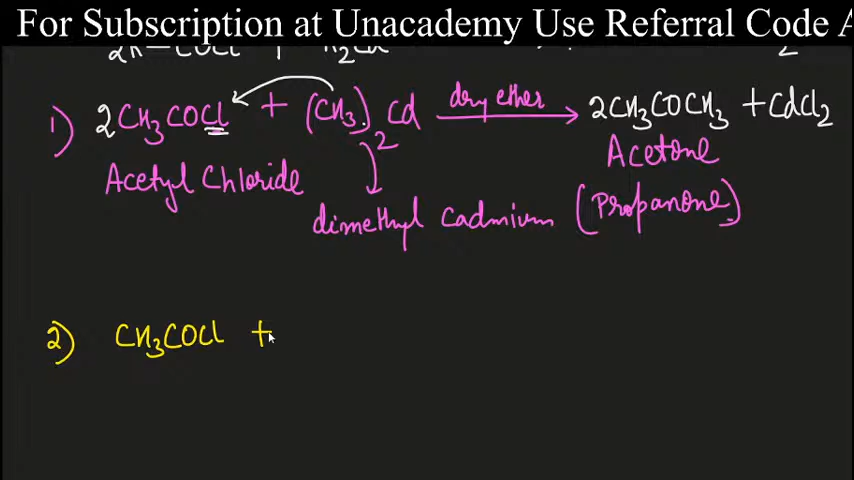 For Subscription at Unacademy Use Referral Code A
1) 2CH3COCl + (CH3)2Cd dry ether → 2CH3COCH3 + CdCl2
Acetyl Chloride
dimethyl Cadmium
Acetone
(Propanone)
2) CH3COCl +